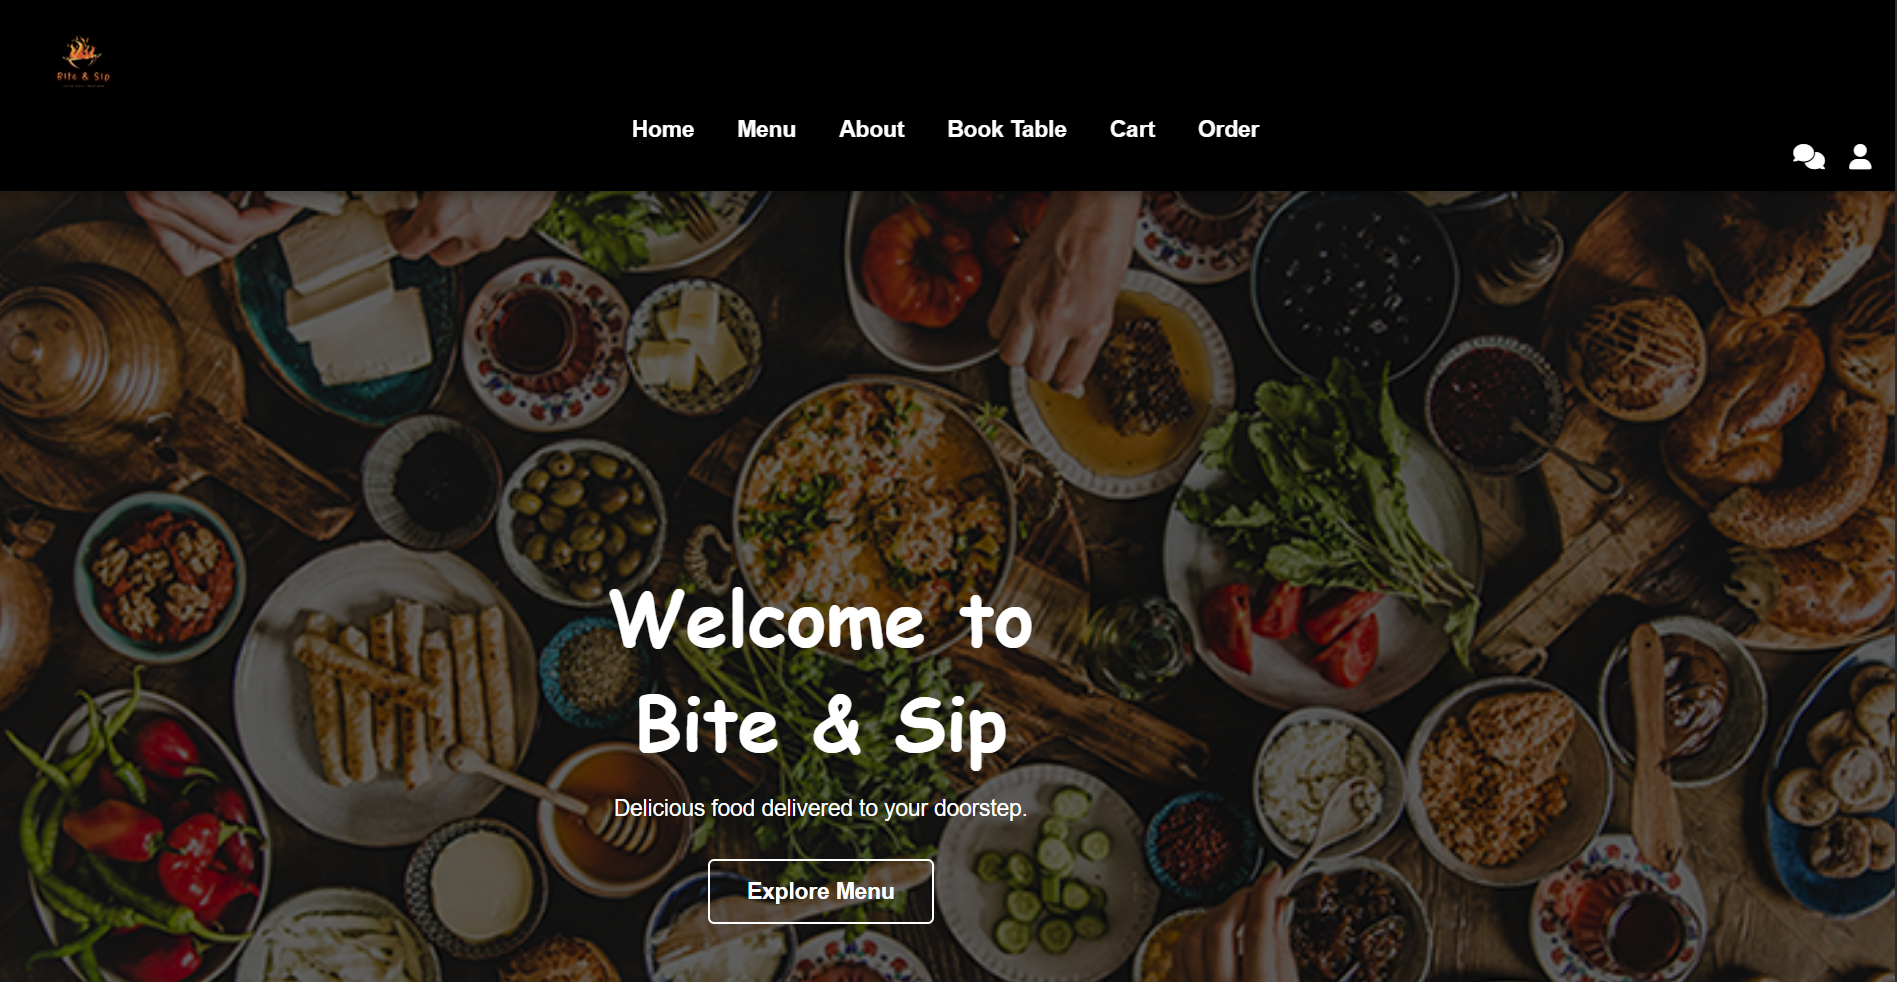 Bite & Sip
Home Menu About Book Table Cart Order
Welcome to
Bite & Sip
Delicious food delivered to your doorstep.
Explore Menu